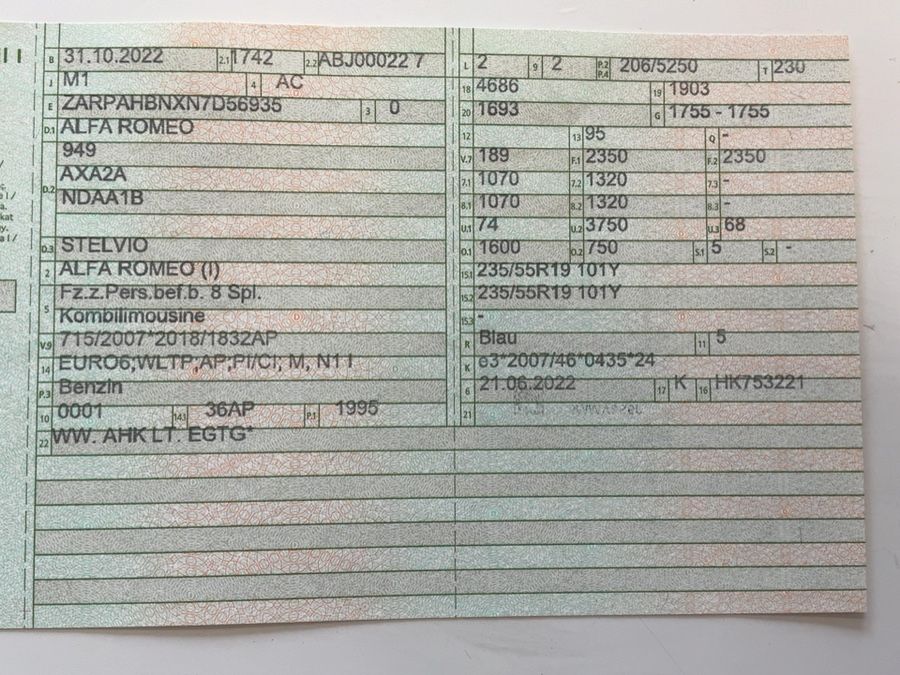 I I
B 31.10.2022 2.1 1742 2.2 ABJ00022 7
J M1 4 AC
E ZARPAHBNXN7D56935 3 0
D.1 ALFA ROMEO
949
D.2 AXA2A
NDAA1B
D.3 STELVIO
2 ALFA ROMEO (I)
5 Fz.z.Pers.bef.b. 8 Spl.
Kombilimousine
V.9 715/2007*2018/1832AP
14 EURO6;WLTP;AP;PI/CI; M, N1 I
P.3 Benzin
10 0001 14.1 36AP P.1 1995
22 WW. AHK LT. EGTG*
L 2 9 2 P.2 P.4 206/5250 T 230
18 4686 19 1903
20 1693 G 1755 - 1755
12 13 95 Q -
V.7 189 F.1 2350 F.2 2350
7.1 1070 7.2 1320 7.3 -
8.1 1070 8.2 1320 8.3 -
U.1 74 U.2 3750 U.3 68
O.1 1600 O.2 750 S.1 5 S.2 -
15.1 235/55R19 101Y
15.2 235/55R19 101Y
15.3 -
R Blau 11 5
K e3*2007/46*0435*24
6 21.06.2022 17 K 16 HK753221
21